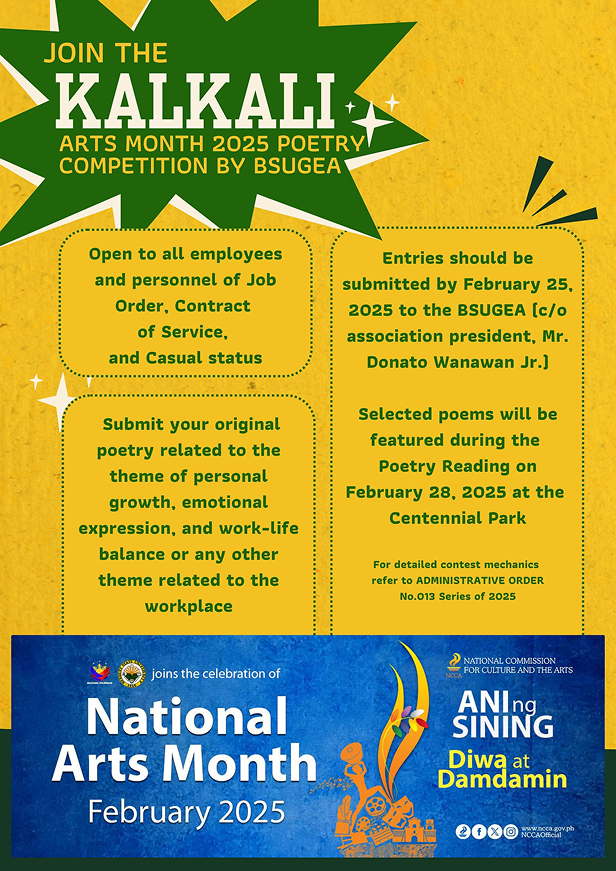 JOIN THE
KALKALI
ARTS MONTH 2025 POETRY
COMPETITION BY BSUGEA
Open to all employees
and personnel of Job
Order, Contract
of Service,
and Casual status
Submit your original
poetry related to the
theme of personal
growth, emotional
expression, and work-life
balance or any other
theme related to the
workplace
Entries should be
submitted by February 25,
2025 to the BSUGEA (c/o
association president, Mr.
Donato Wanawan Jr.)
Selected poems will be
featured during the
Poetry Reading on
February 28, 2025 at the
Centennial Park
For detailed contest mechanics
refer to ADMINISTRATIVE ORDER
No.013 Series of 2025
joins the celebration of
National
Arts Month
February 2025
NCCA
NATIONAL COMMISSION
FOR CULTURE AND THE ARTS
ANI ng
SINING
Diwa at
Damdamin
www.ncca.gov.ph
NCCAOfficial